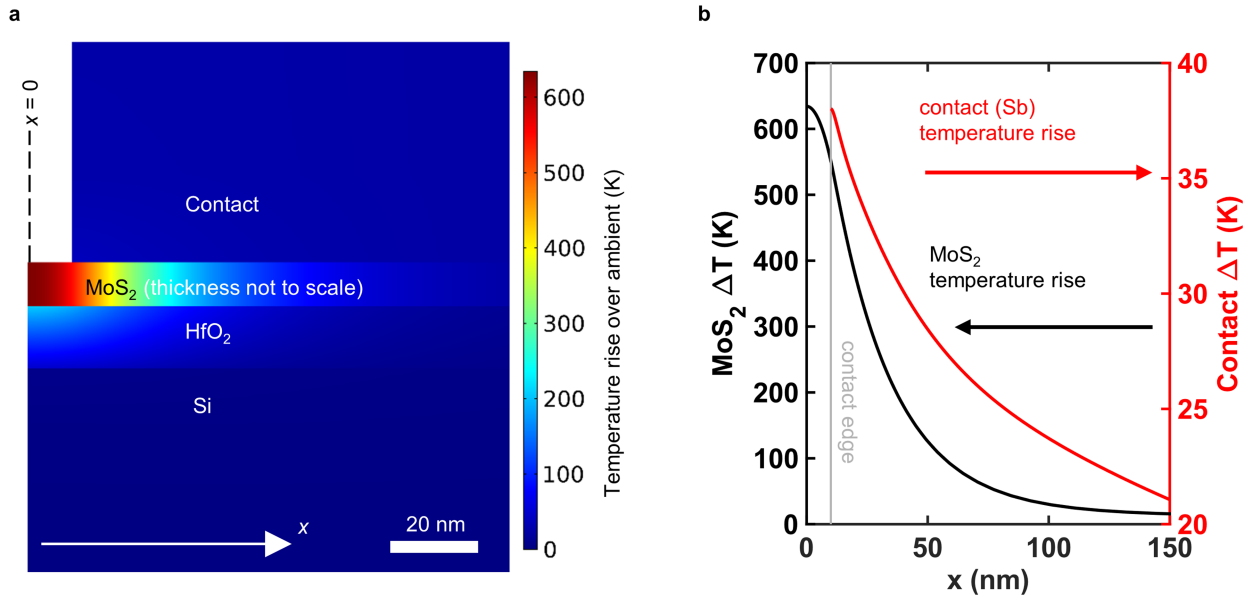 a
x = 0
Contact
MoS2 (thickness not to scale)
HfO2
Si
x
20 nm
600
500
400
300
200
100
0
Temperature rise over ambient (K)
b
700
600
500
400
300
200
100
0
MoS2 ΔT (K)
0
50
100
150
x (nm)
40
35
30
25
20
Contact ΔT (K)
contact (Sb)
temperature rise
MoS2
temperature rise
contact edge